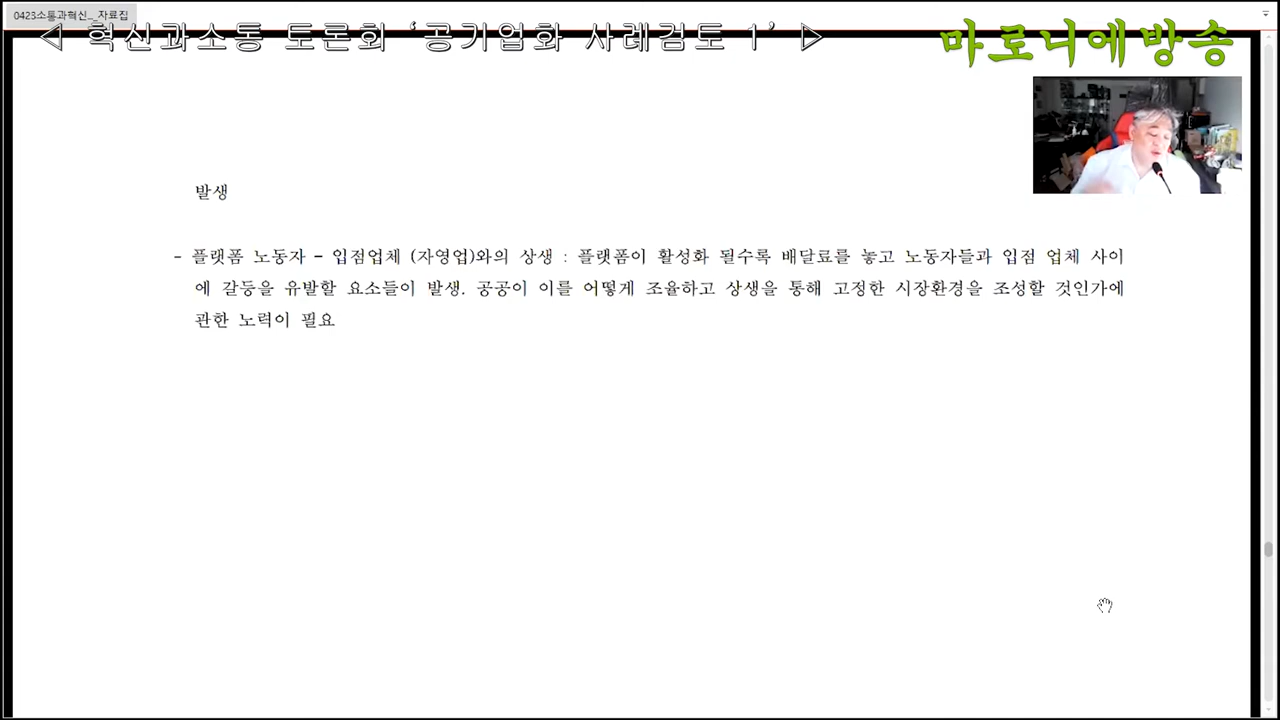 0423소통과혁신_자료집
◁ 혁신과소통 토론회 ‘공기업화 사례검토 1’ ▷
마로니에방송
발생
- 플랫폼 노동자 – 입점업체 (자영업)와의 상생 : 플랫폼이 활성화 될수록 배달료를 놓고 노동자들과 입점 업체 사이
에 갈등을 유발할 요소들이 발생. 공공이 이를 어떻게 조율하고 상생을 통해 고정한 시장환경을 조성할 것인가에
관한 노력이 필요